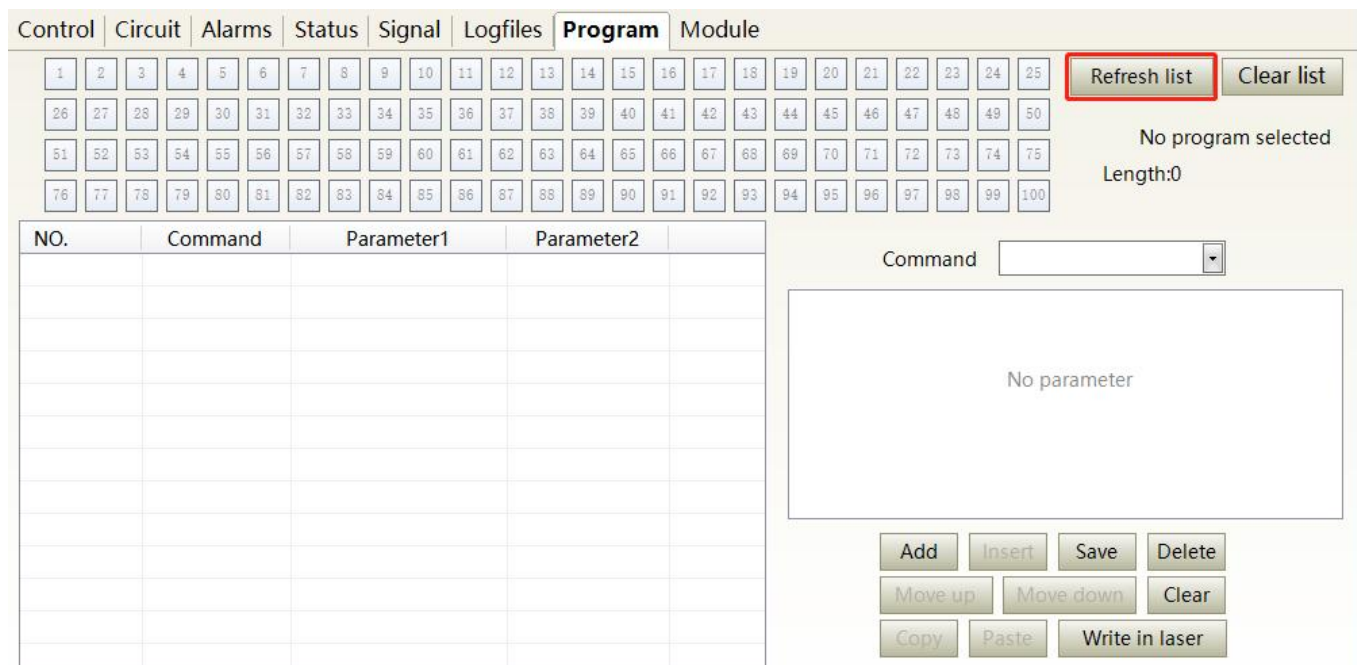 Control Circuit Alarms Status Signal Logfiles Program Module
1 2 3 4 5 6 7 8 9 10 11 12 13 14 15 16 17 18 19 20 21 22 23 24 25 Refresh list Clear list
26 27 28 29 30 31 32 33 34 35 36 37 38 39 40 41 42 43 44 45 46 47 48 49 50
No program selected
51 52 53 54 55 56 57 58 59 60 61 62 63 64 65 66 67 68 69 70 71 72 73 74 75
Length:0
76 77 78 79 80 81 82 83 84 85 86 87 88 89 90 91 92 93 94 95 96 97 98 99 100
NO. Command Parameter1 Parameter2
Command
No parameter
Add Insert Save Delete
Move up Move down Clear
Copy Paste Write in laser